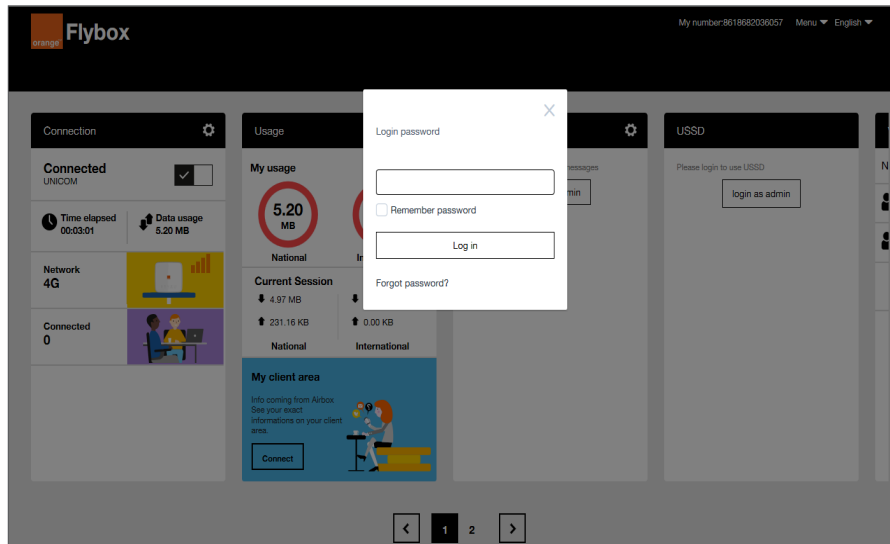 orange
Flybox
My number:8618682036057 Menu English
Connection
Connected
UNICOM
Time elapsed
00:03:01
Data usage
5.20 MB
Network
4G
Connected
0
Usage
My usage
5.20
MB
National
Current Session
4.97 MB
231.16 KB
0.00 KB
National
International
My client area
Info coming from Airbox
See your exact
informations on your client
area.
Connect
Login password
Remember password
Log in
Forgot password?
USSD
Please login to use USSD
login as admin
1 2